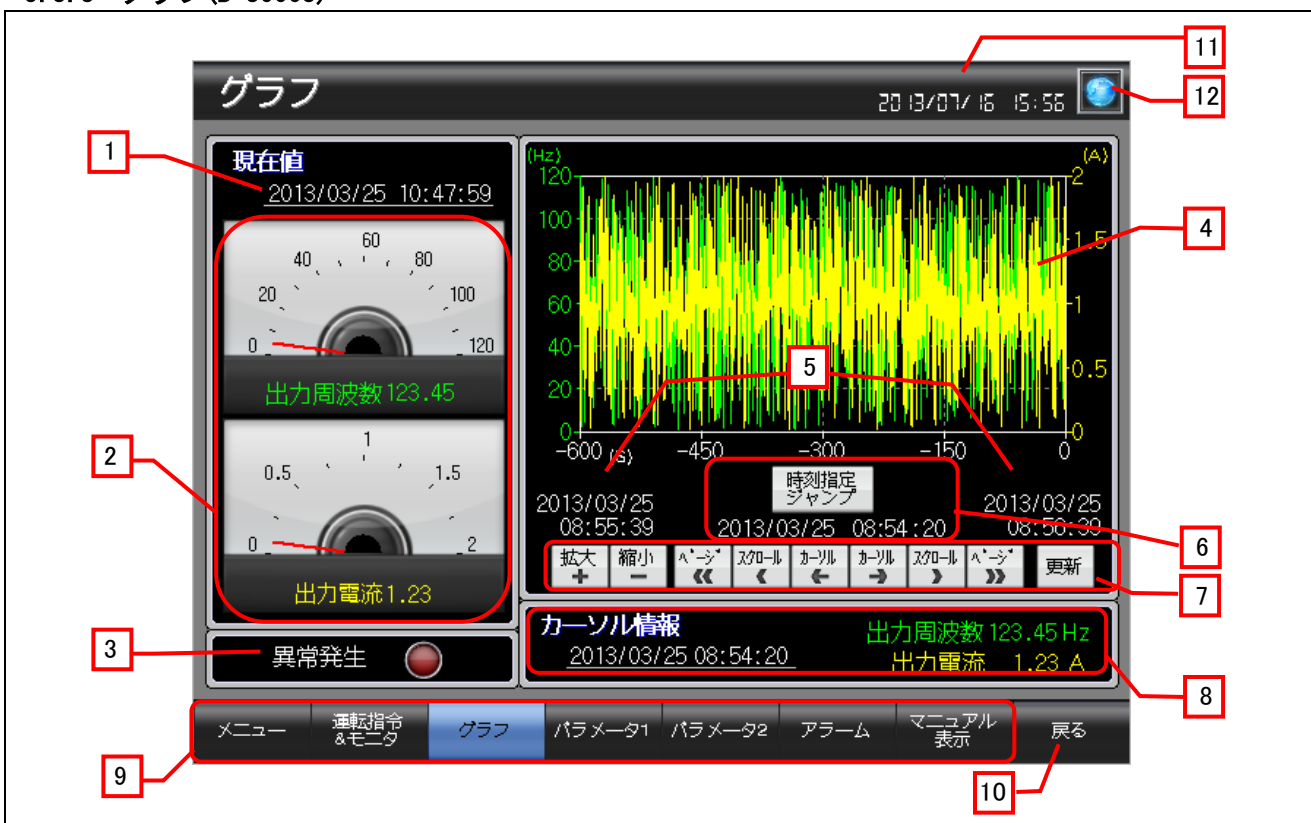 グラフ
2013/07/16 15:56
11
12
現在値
2013/03/25 10:47:59
1
0
20
40
60
80
100
120
出力周波数123.45
2
0
0.5
1
1.5
2
出力電流1.23
3
異常発生
(Hz)
(A)
120
100
80
60
40
20
0
2
1.5
1
0.5
0
4
5
-600 (s)
-450
-300
-150
0
2013/03/25
08:55:39
時刻指定
ジャンプ
2013/03/25 08:54:20
2013/03/25
08:56:39
6
拡大
+
縮小
-
ページ
«
スクロール
‹
カーソル
←
カーソル
→
スクロール
›
ページ
»
更新
7
カーソル情報
2013/03/25 08:54:20
出力周波数 123.45 Hz
出力電流 1.23 A
8
メニュー
運転指令
&モニタ
グラフ
パラメータ1
パラメータ2
アラーム
マニュアル
表示
戻る
9
10